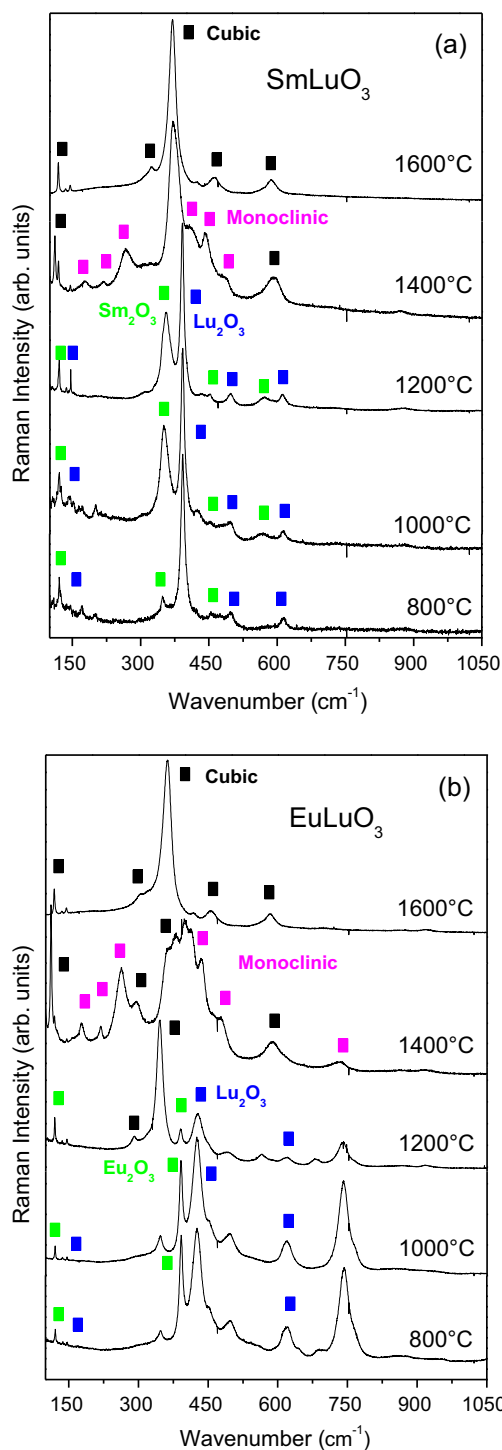 (a)
Cubic
SmLuO₃
1600°C
Monoclinic
1400°C
Sm₂O₃
Lu₂O₃
1200°C
1000°C
800°C
Raman Intensity (arb. units)
150 300 450 600 750 900 1050
Wavenumber (cm⁻¹)
(b)
Cubic
EuLuO₃
1600°C
Monoclinic
1400°C
Lu₂O₃
1200°C
Eu₂O₃
1000°C
800°C
Raman Intensity (arb. units)
150 300 450 600 750 900 1050
Wavenumber (cm⁻¹)